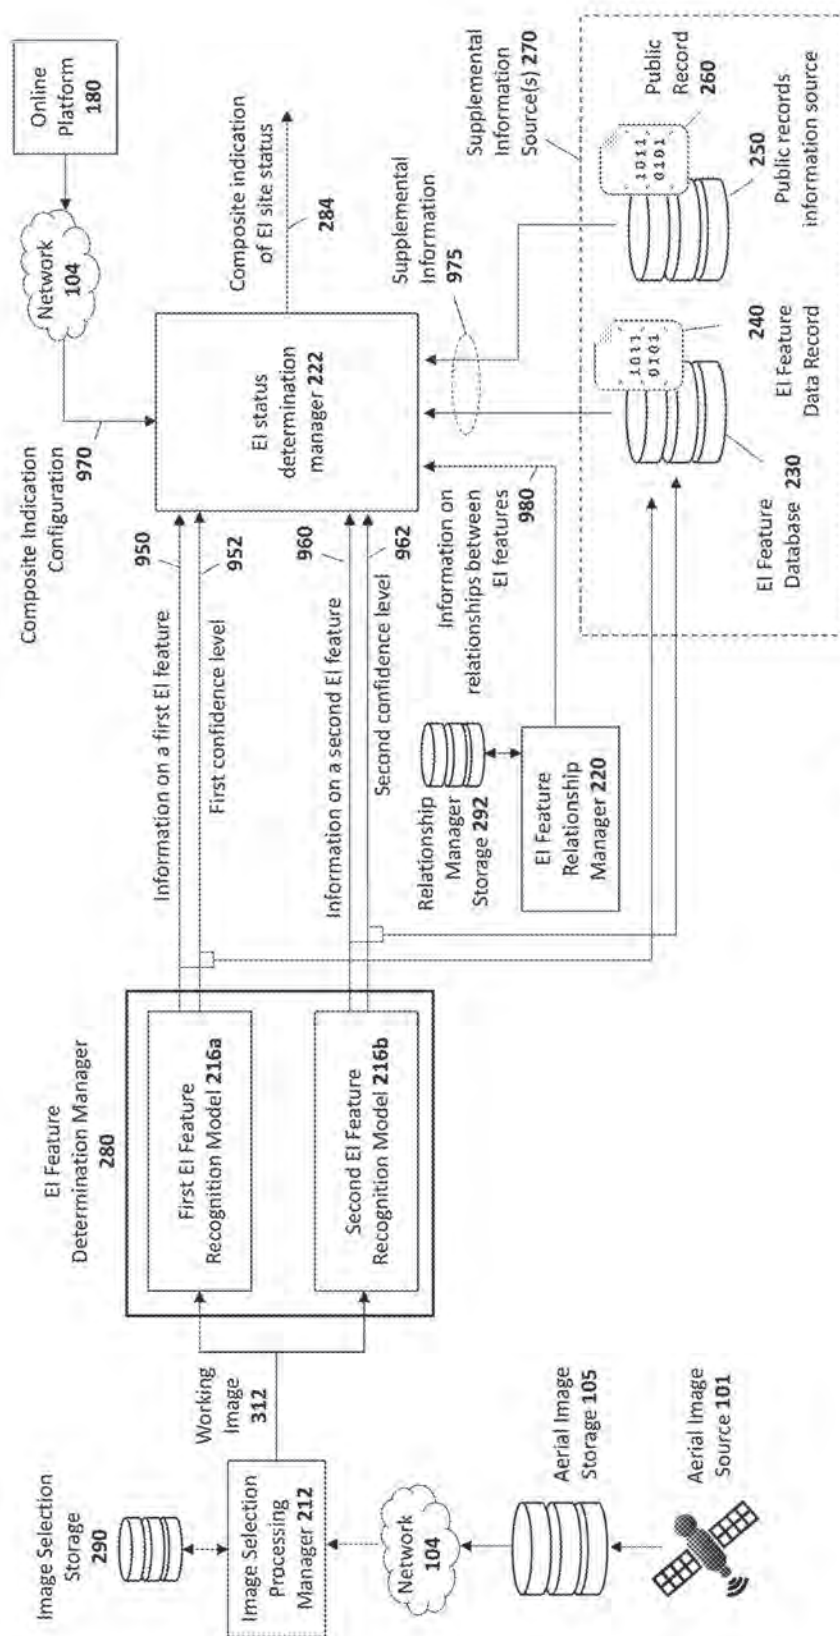 Image Selection
Storage
290
Image Selection
Processing
Manager 212
Network
104
Aerial Image
Storage 105
Aerial Image
Source 101
Working
Image
312
EI Feature
Determination Manager
280
First EI Feature
Recognition Model 216a
Second EI Feature
Recognition Model 216b
Information on a first EI feature
950
First confidence level
952
Information on a second EI feature
960
Second confidence level
962
Relationship
Manager
Storage 292
EI Feature
Relationship
Manager 220
Information on
relationships between
EI features
980
Composite Indication
Configuration
970
Network
104
Online
Platform
180
EI status
determination
manager 222
Composite indication
of EI site status
284
Supplemental
Information
975
Supplemental
Information
Source(s) 270
1011
0101
EI Feature
Database 230
240
EI Feature
Data Record
1011
0101
Public
Record
260
250
Public records
information source